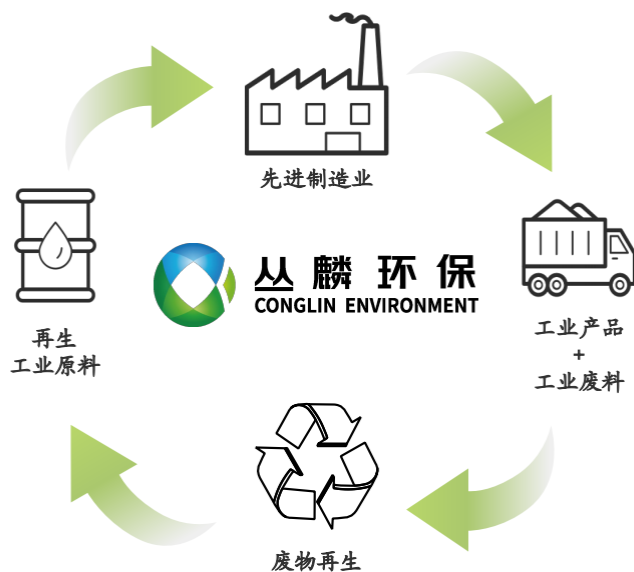 先进制造业
丛麟环保
CONGLIN ENVIRONMENT
再生
工业原料
工业产品
+
工业废料
废物再生